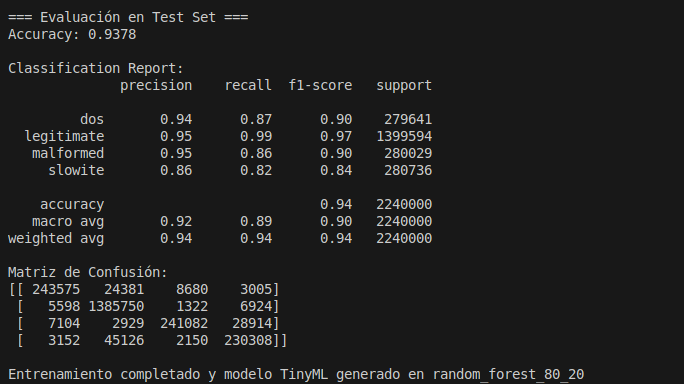 === Evaluación en Test Set ===
Accuracy: 0.9378
Classification Report:
precision recall f1-score support
dos 0.94 0.87 0.90 279641
legitimate 0.95 0.99 0.97 1399594
malformed 0.95 0.86 0.90 280029
slowite 0.86 0.82 0.84 280736
accuracy 0.94 2240000
macro avg 0.92 0.89 0.90 2240000
weighted avg 0.94 0.94 0.94 2240000
Matriz de Confusión:
[[ 243575 24381 8680 3005]
[ 5598 1385750 1322 6924]
[ 7104 2929 241082 28914]
[ 3152 45126 2150 230308]]
Entrenamiento completado y modelo TinyML generado en random_forest_80_20